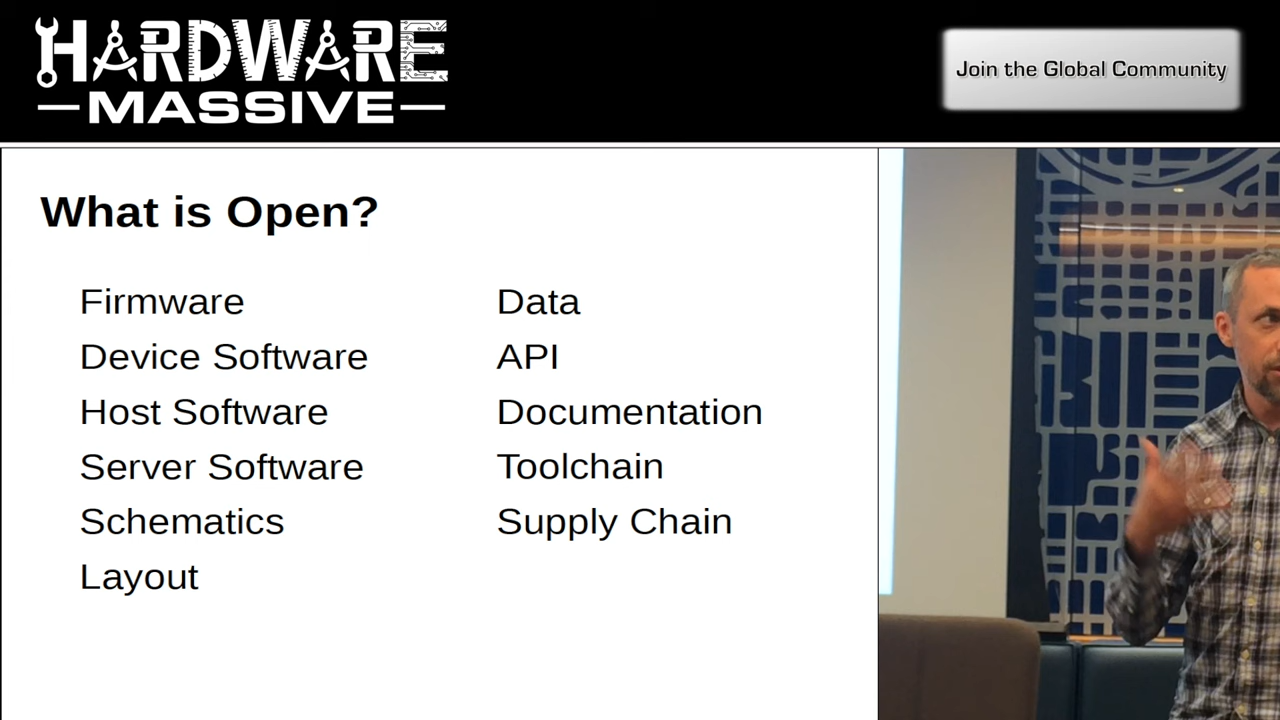 HARDWARE
MASSIVE
Join the Global Community
What is Open?
Firmware
Device Software
Host Software
Server Software
Schematics
Layout
Data
API
Documentation
Toolchain
Supply Chain